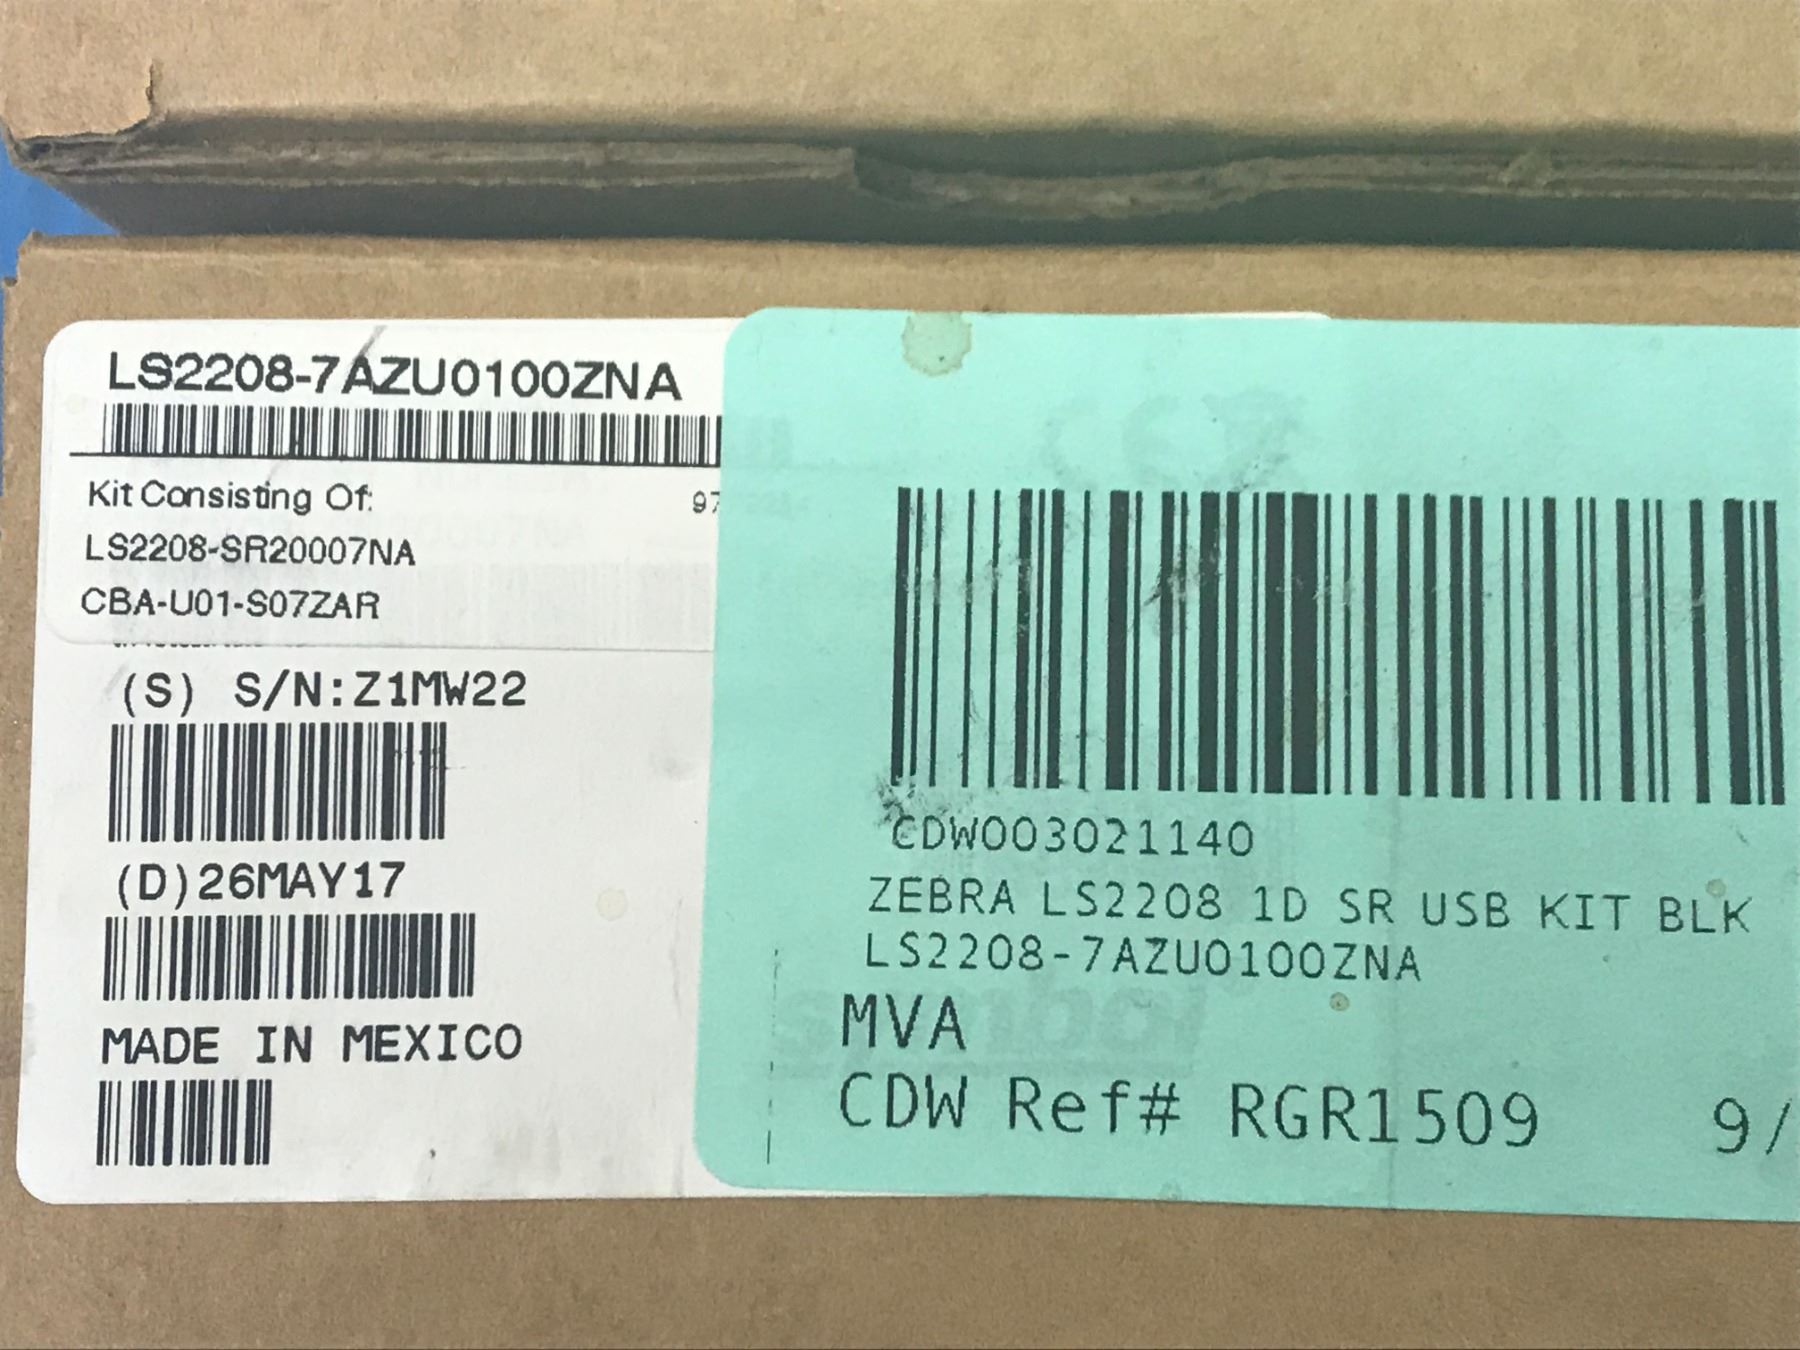 LS2208-7AZU0100ZNA
Kit Consisting Of:
LS2208-SR20007NA
CBA-U01-S07ZAR
(S) S/N:Z1MW22
(D)26MAY17
MADE IN MEXICO
CDW003021140
ZEBRA LS2208 1D SR USB KIT BLK
LS2208-7AZU0100ZNA
MVA
CDW Ref# RGR1509 9/